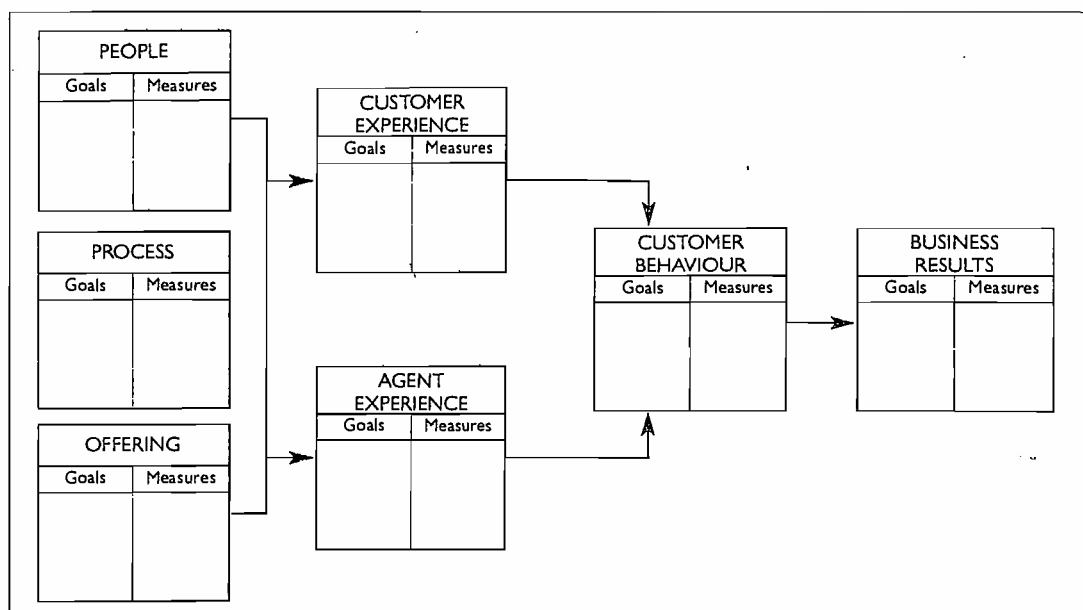 PEOPLE
Goals Measures
PROCESS
Goals Measures
OFFERING
Goals Measures
CUSTOMER
EXPERIENCE
Goals Measures
AGENT
EXPERIENCE
Goals Measures
CUSTOMER
BEHAVIOUR
Goals Measures
BUSINESS
RESULTS
Goals Measures